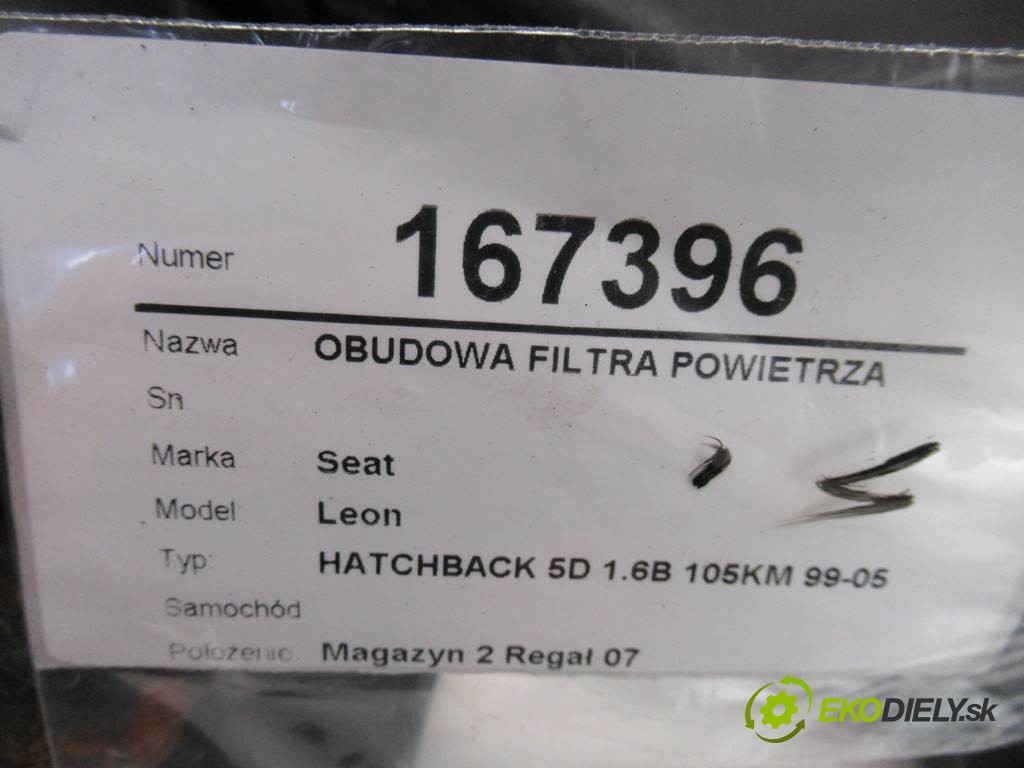 Numer 167396
Nazwa OBUDOWA FILTRA POWIETRZA
Sn
Marka Seat
Model Leon
Typ HATCHBACK 5D 1.6B 105KM 99-05
Samochód
Położenie Magazyn 2 Regał 07
EKODIELY.sk